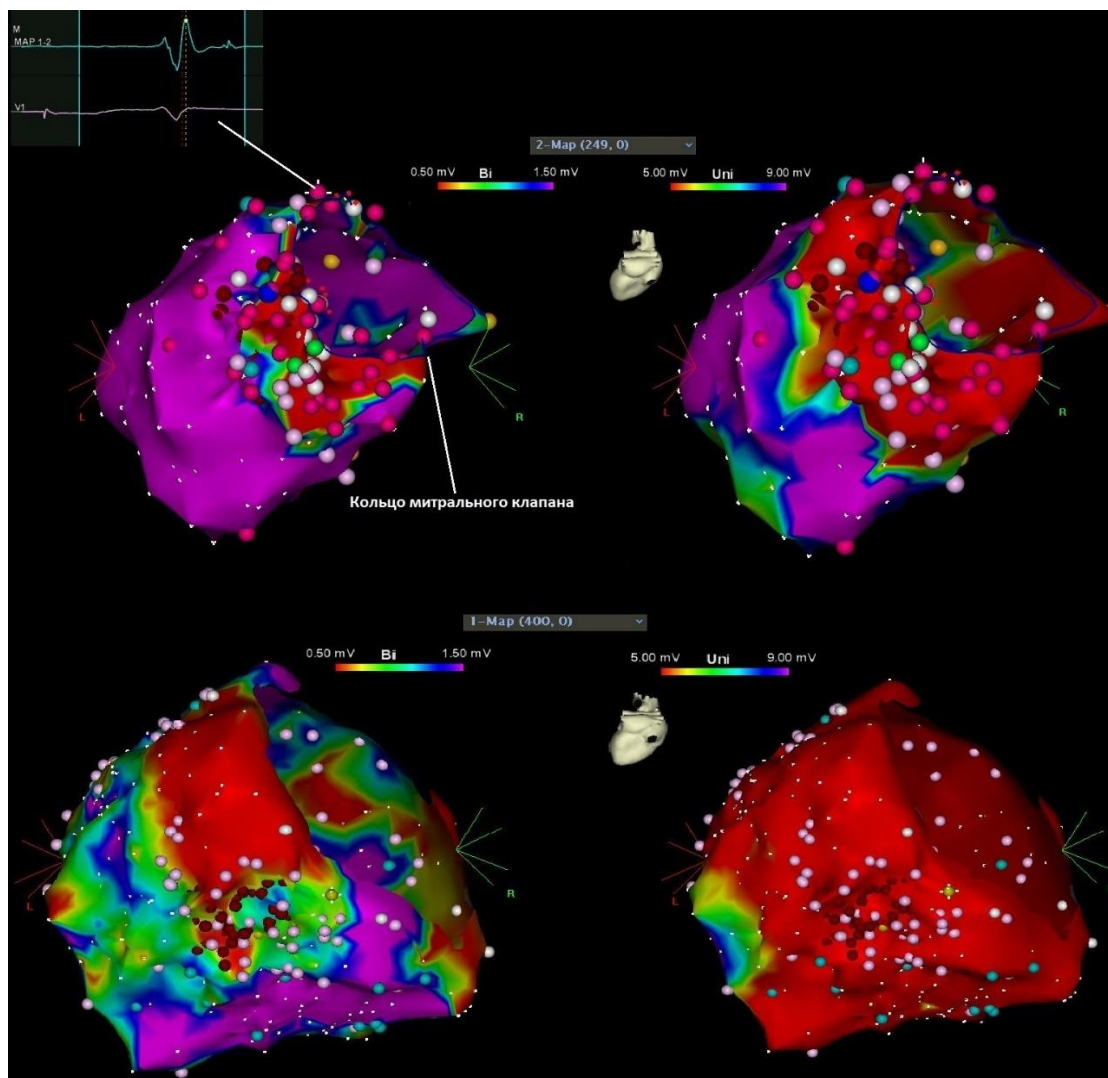 M
MAP 1-2
V1
2-Map (249, 0)
0.50 mV Bi 1.50 mV
5.00 mV Uni 9.00 mV
L
R
L
R
Кольцо митрального клапана
1-Map (400, 0)
0.50 mV Bi 1.50 mV
5.00 mV Uni 9.00 mV
L
R
L
R